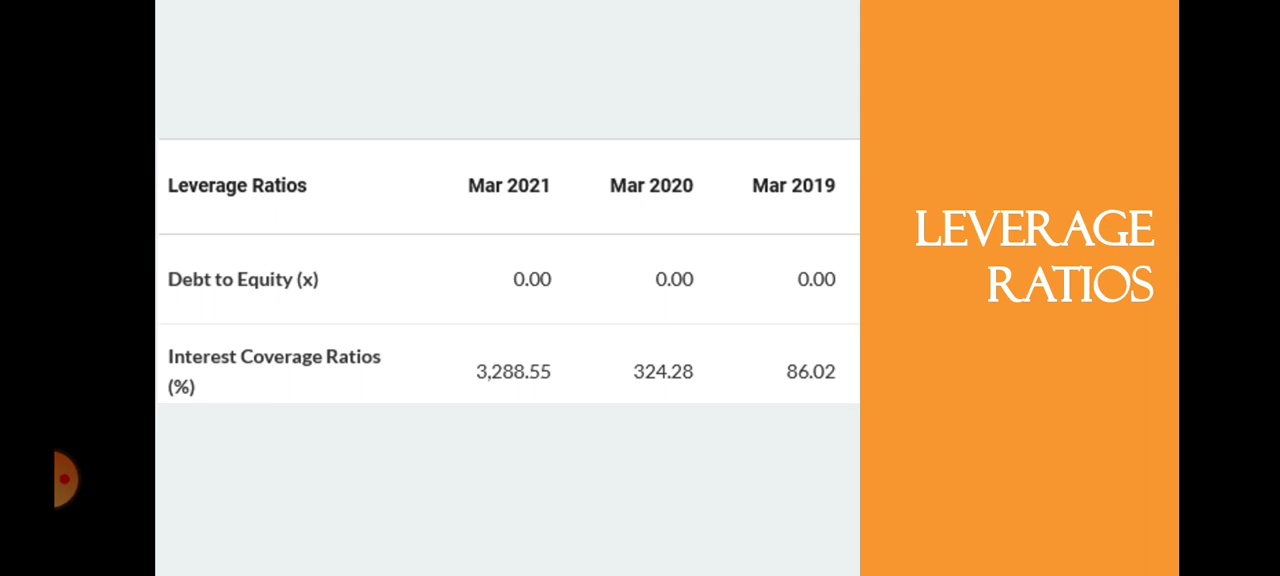 Leverage Ratios Mar 2021 Mar 2020 Mar 2019
Debt to Equity (x) 0.00 0.00 0.00
Interest Coverage Ratios
(%) 3,288.55 324.28 86.02
LEVERAGE
RATIOS